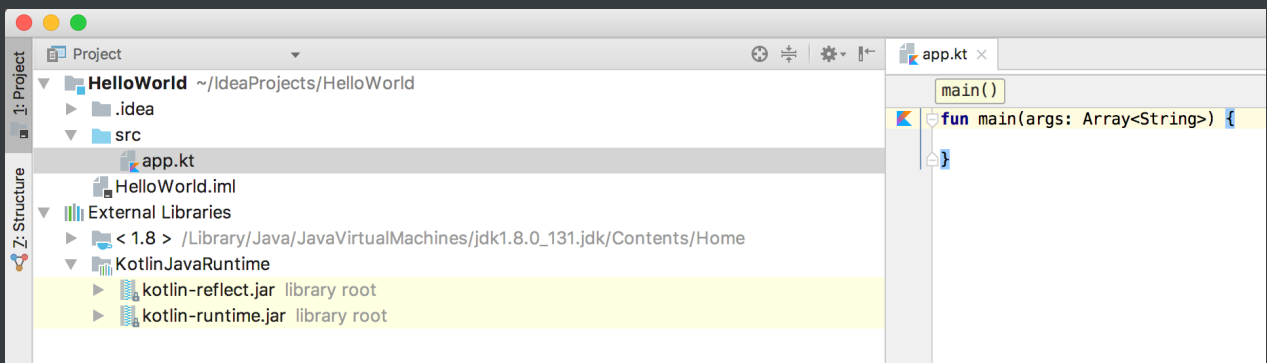 1: Project
Z: Structure
Project
HelloWorld ~/IdeaProjects/HelloWorld
.idea
src
app.kt
HelloWorld.iml
External Libraries
< 1.8 > /Library/Java/JavaVirtualMachines/jdk1.8.0_131.jdk/Contents/Home
KotlinJavaRuntime
kotlin-reflect.jar library root
kotlin-runtime.jar library root
app.kt
main()
fun main(args: Array<String>) {
}